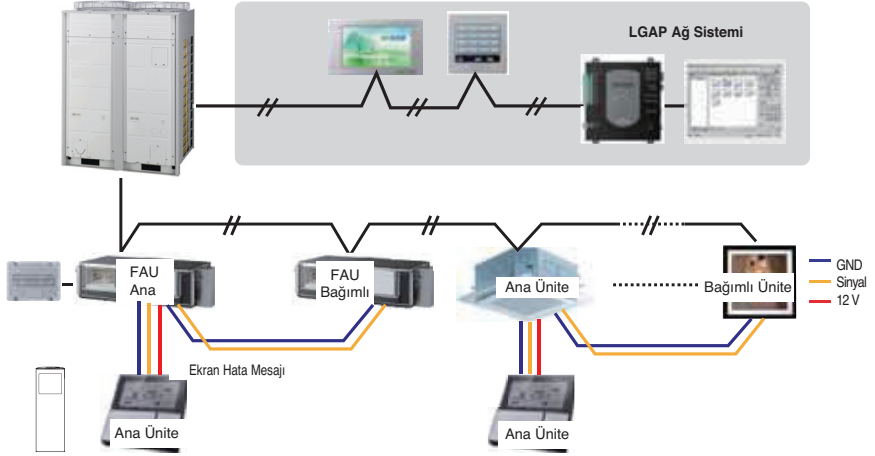 LGAP Ağ Sistemi
FAU
Ana
FAU
Bağımlı
Ana Ünite
Bağımlı Ünite
GND
Sinyal
12 V
Ekran Hata Mesajı
Ana Ünite
Ana Ünite